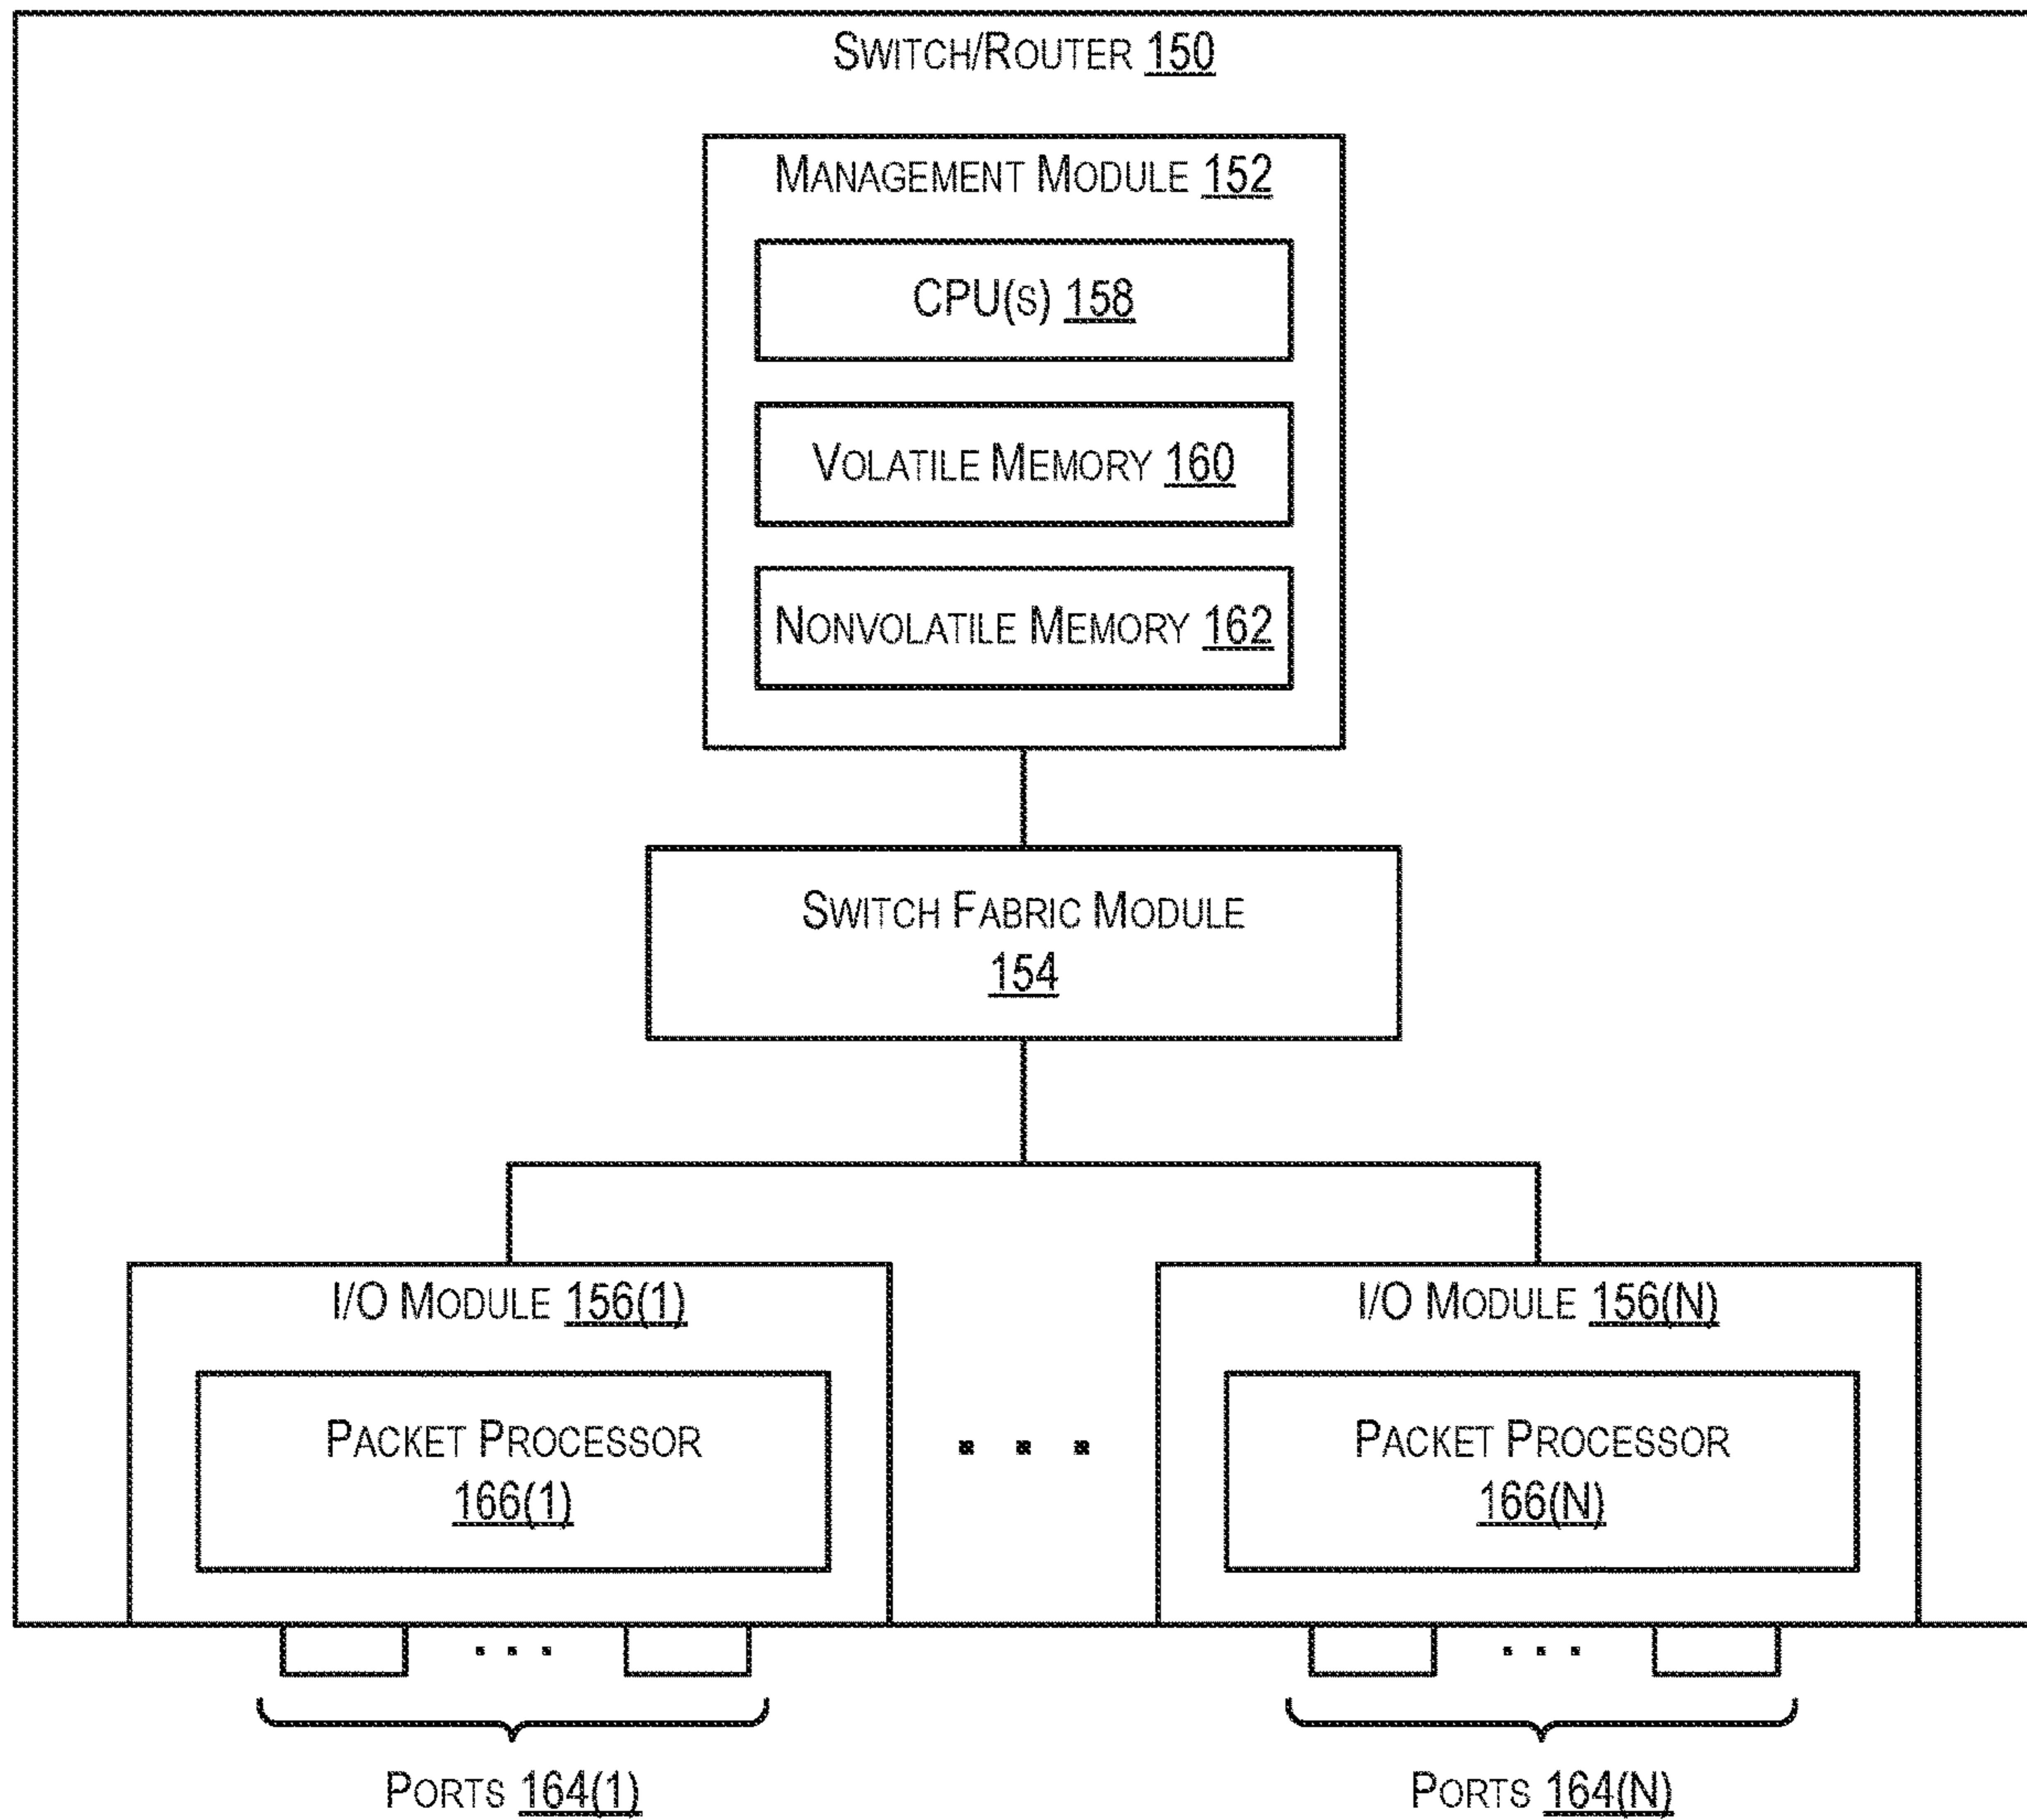 SWITCH/ROUTER 150
MANAGEMENT MODULE 152
CPU(S) 158
VOLATILE MEMORY 160
NONVOLATILE MEMORY 162
SWITCH FABRIC MODULE
154
I/O MODULE 156(1)
PACKET PROCESSOR
166(1)
. . .
I/O MODULE 156(N)
PACKET PROCESSOR
166(N)
. . .
PORTS 164(1)
. . .
PORTS 164(N)